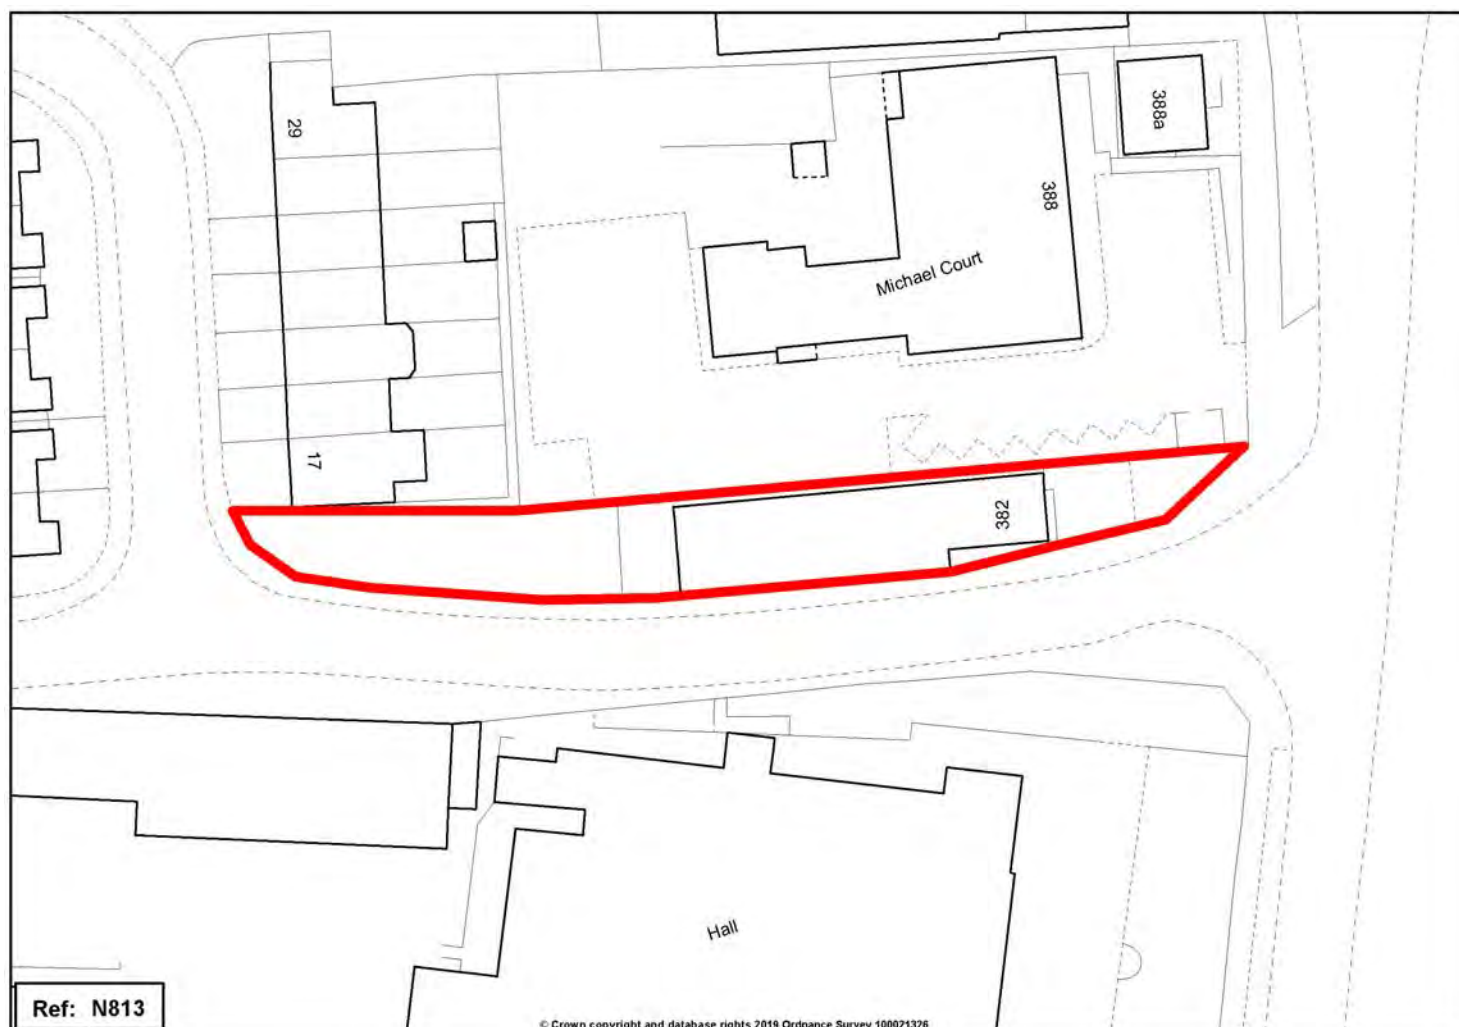 29
388a
388
Michael Court
17
382
Hall
Ref: N813
© Crown copyright and database rights 2019 Ordnance Survey 100021326